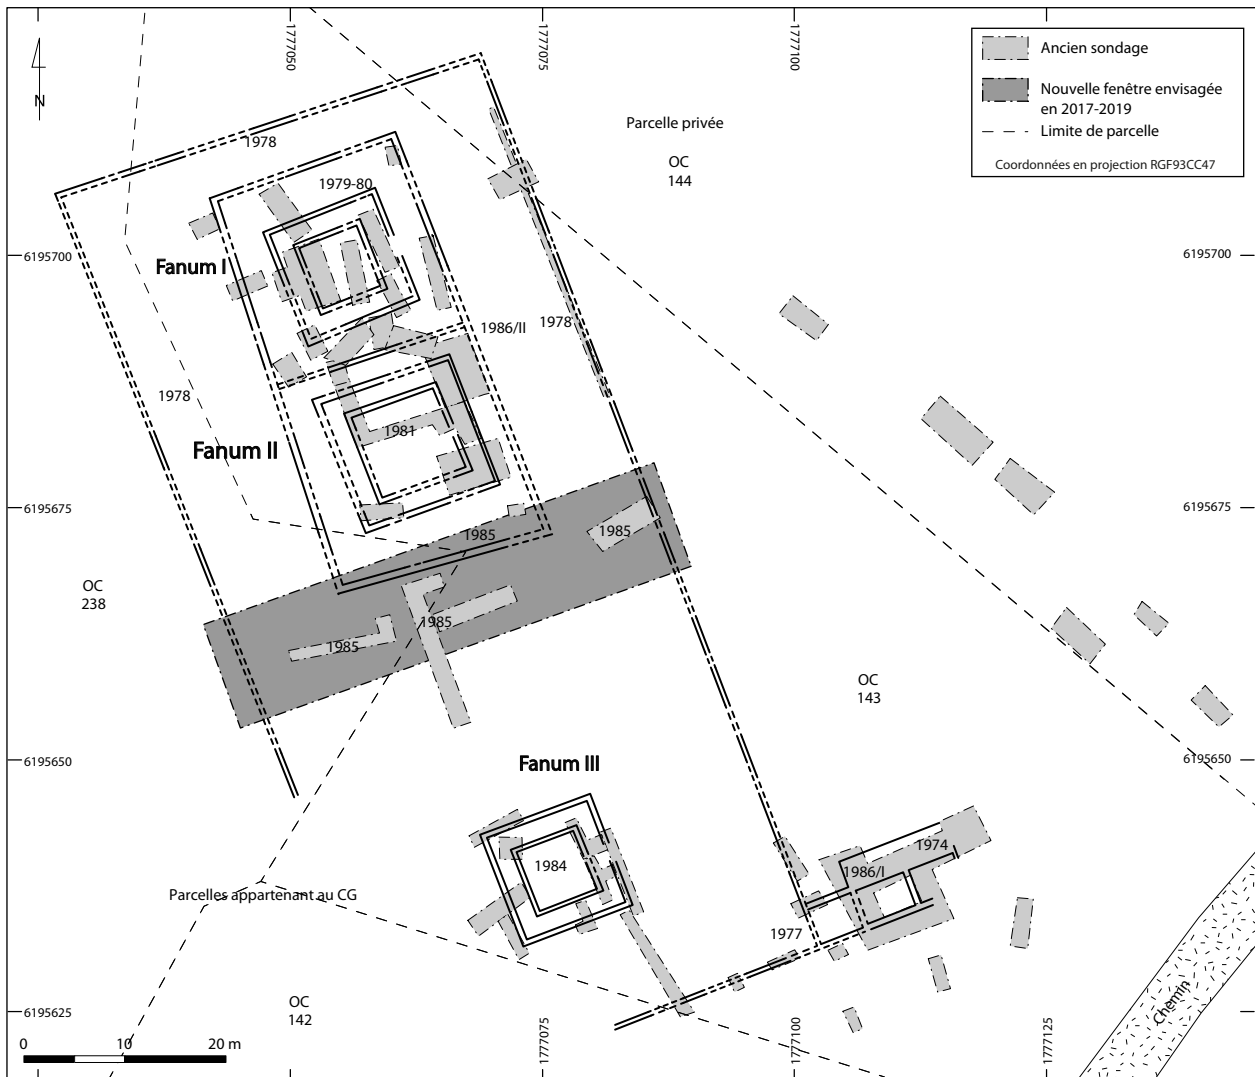 1777050
1777075
1777100
Ancien sondage
Nouvelle fenêtre envisagée
en 2017-2019
Limite de parcelle
Coordonnées en projection RGF93CC47
N
Parcelle privée
OC
144
1978
1979-80
6195700
Fanum I
6195700
1986/II
1978
1978
Fanum II
1981
6195675
6195675
1985
1985
OC
238
1985
1985
OC
143
6195650
Fanum III
6195650
1984
1974
1986/I
Parcelles appartenant au CG
1977
OC
142
6195625
Chemin
0
10
20 m
1777075
1777100
1777125